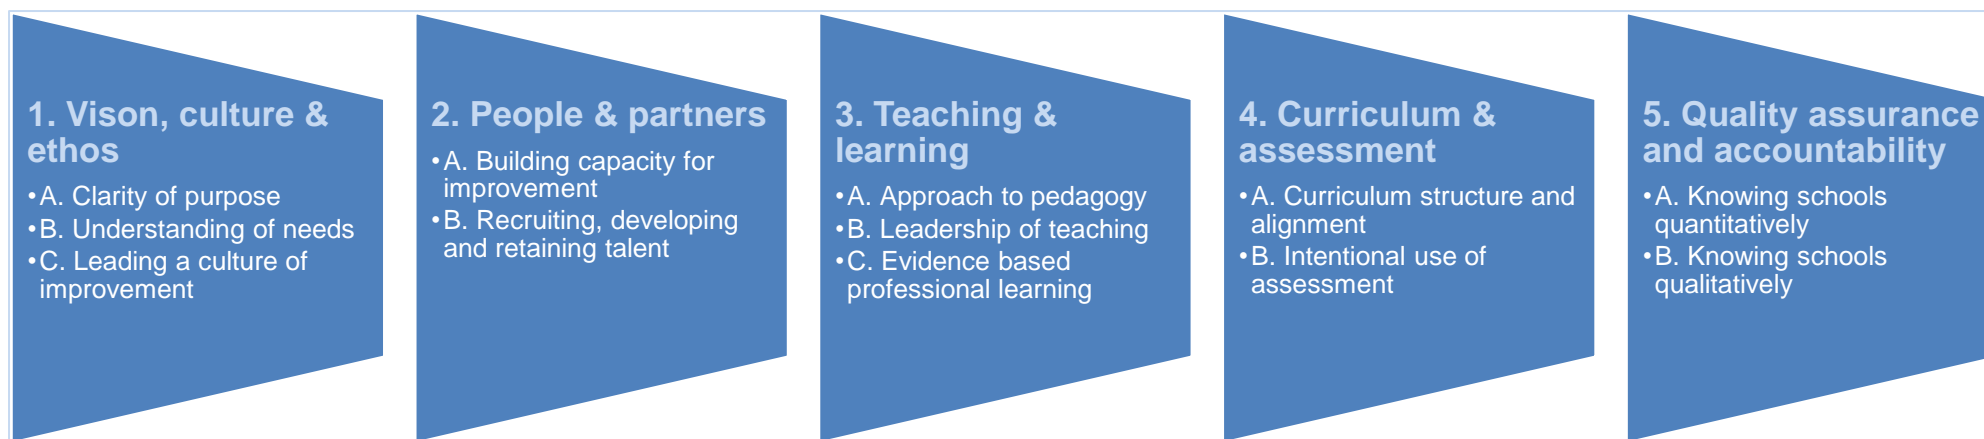 1. Vison, culture &
ethos
•A. Clarity of purpose
•B. Understanding of needs
•C. Leading a culture of
improvement
2. People & partners
•A. Building capacity for
improvement
•B. Recruiting, developing
and retaining talent
3. Teaching &
learning
•A. Approach to pedagogy
•B. Leadership of teaching
•C. Evidence based
professional learning
4. Curriculum &
assessment
•A. Curriculum structure and
alignment
•B. Intentional use of
assessment
5. Quality assurance
and accountability
•A. Knowing schools
quantitatively
•B. Knowing schools
qualitatively